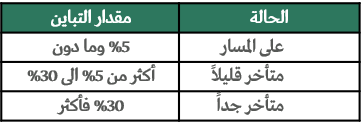 الحالة مقدار التباين
على المسار 5% وما دون
متأخر قليلاً أكثر من 5% الى 30%
متأخر جداً 30% فأكثر